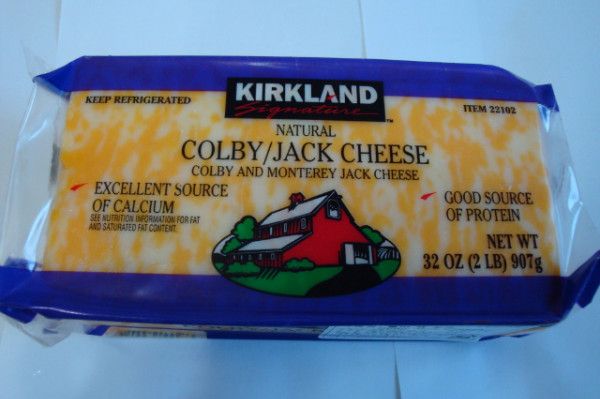 KIRKLAND
Signature™
KEEP REFRIGERATED
ITEM 22102
NATURAL
COLBY/JACK CHEESE
COLBY AND MONTEREY JACK CHEESE
EXCELLENT SOURCE
OF CALCIUM
SEE NUTRITION INFORMATION FOR FAT
AND SATURATED FAT CONTENT.
GOOD SOURCE
OF PROTEIN
NET WT
32 OZ (2 LB) 907g